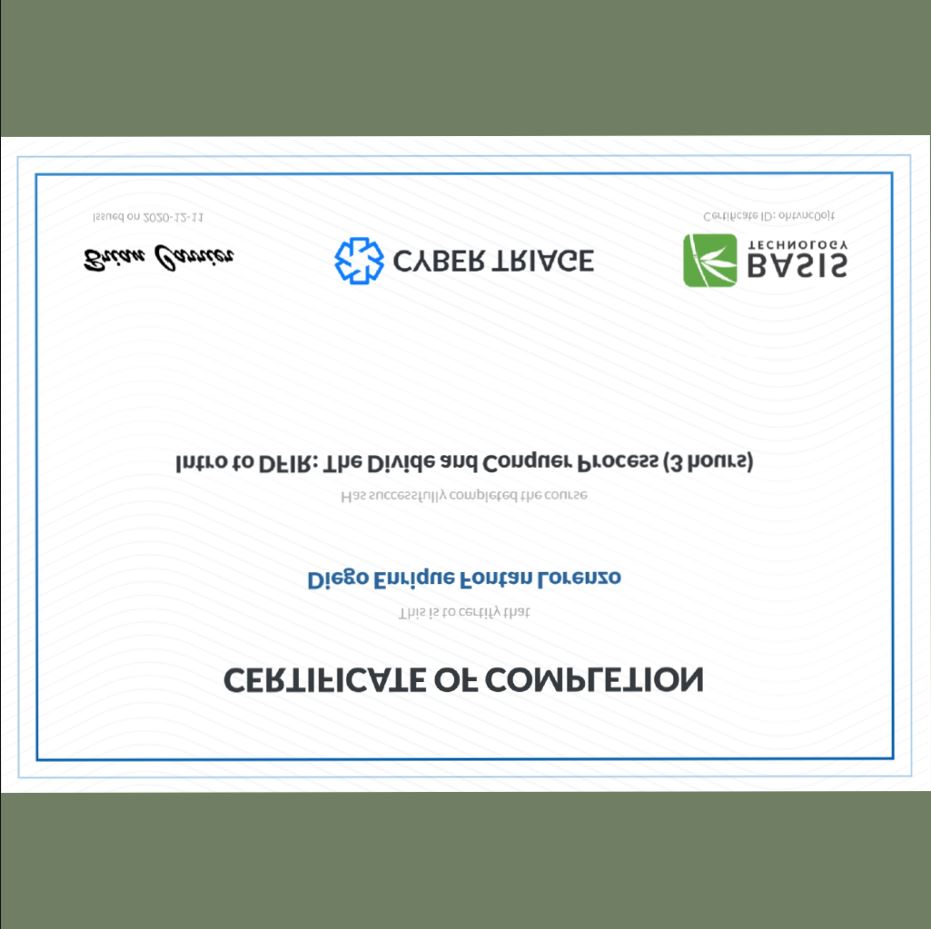 CERTIFICATE OF COMPLETION
This is to certify that
Diego Enrique Fontan Lorenzo
Has successfully completed the course
Intro to DFIR: The Divide and Conquer Process (3 hours)
Brian Carrier
CYBER TRIAGE
BASIS
TECHNOLOGY
Issued on 2020-12-11
Certificate ID: ohtvnc0ojt